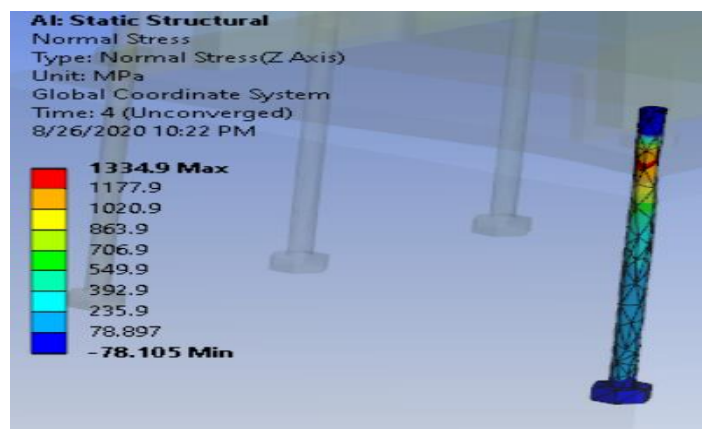 AI: Static Structural
Normal Stress
Type: Normal Stress(Z Axis)
Unit: MPa
Global Coordinate System
Time: 4 (Unconverged)
8/26/2020 10:22 PM
1334.9 Max
1177.9
1020.9
863.9
706.9
549.9
392.9
235.9
78.897
-78.105 Min